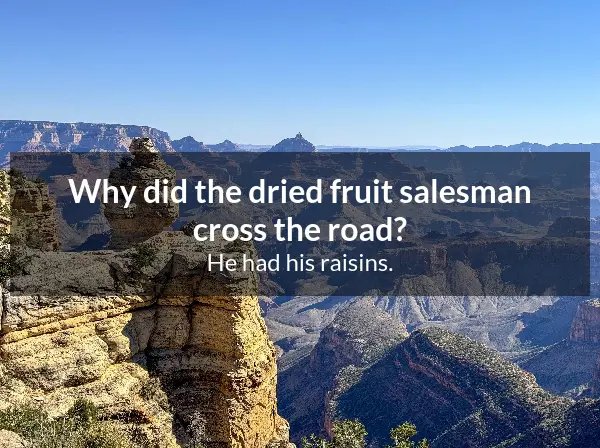 Why did the dried fruit salesman
cross the road?
He had his raisins.